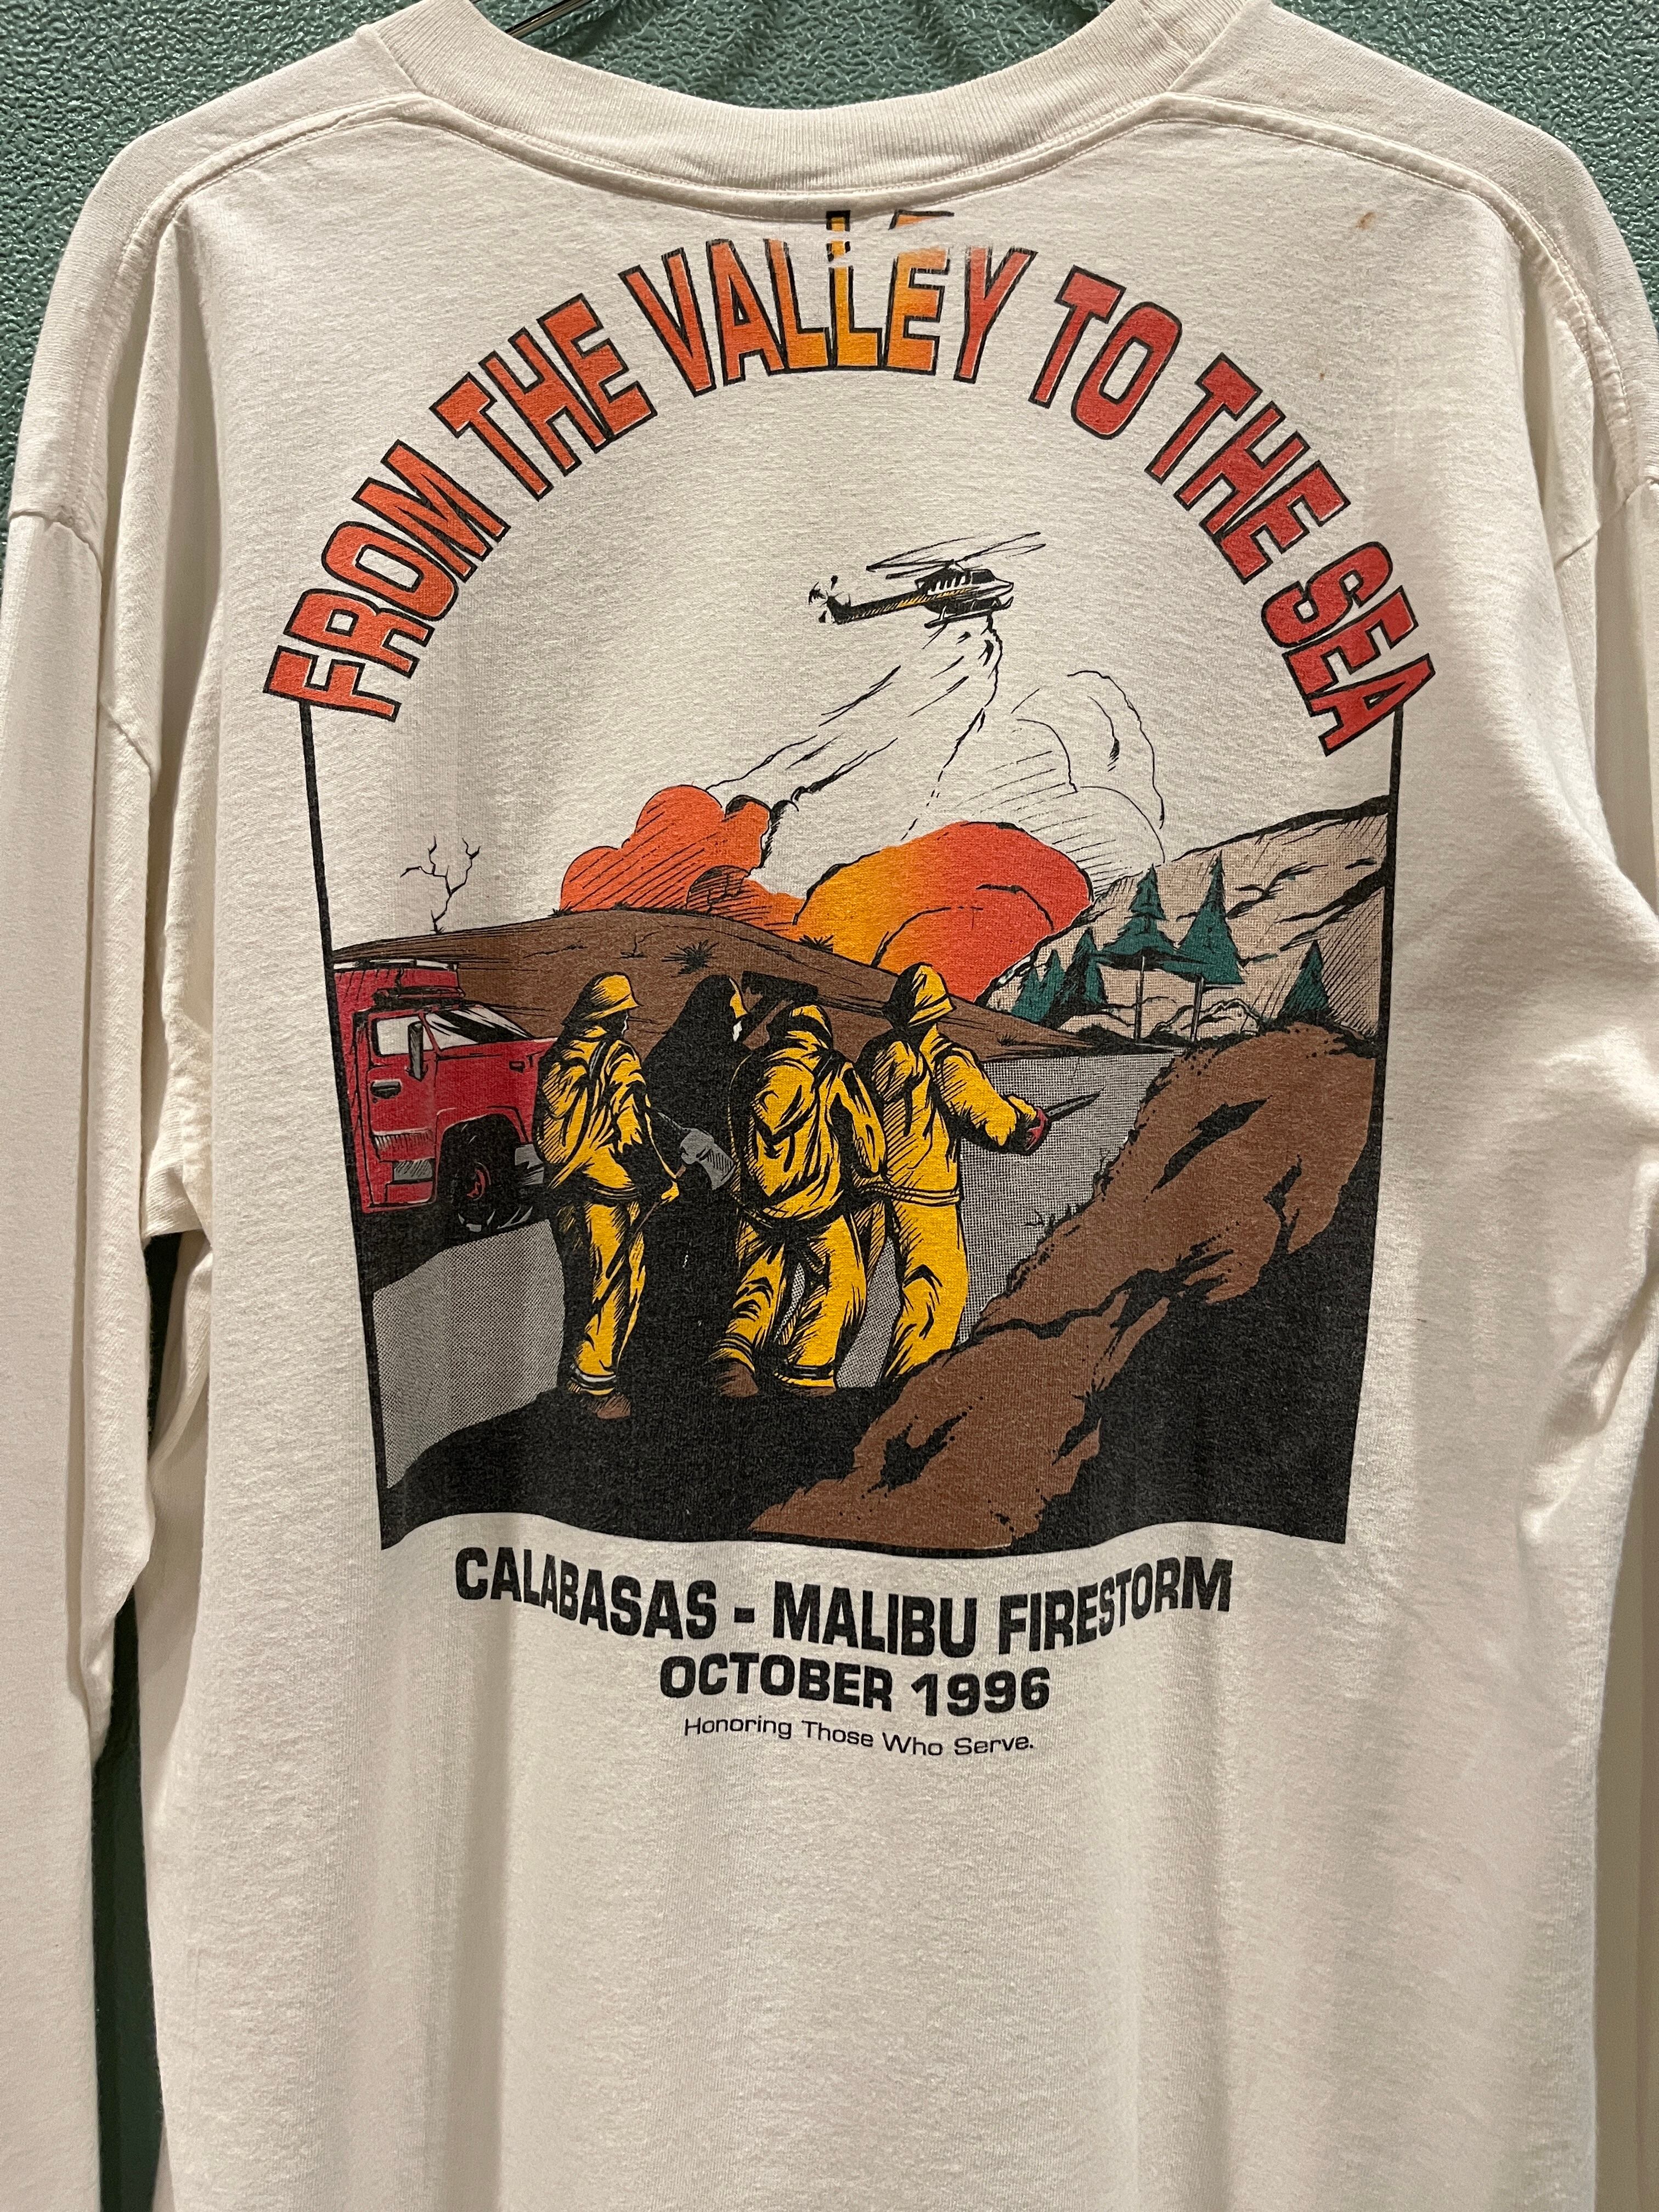 FROM THE VALLEY TO THE SEA
CALABASAS - MALIBU FIRESTORM
OCTOBER 1996
Honoring Those Who Serve.